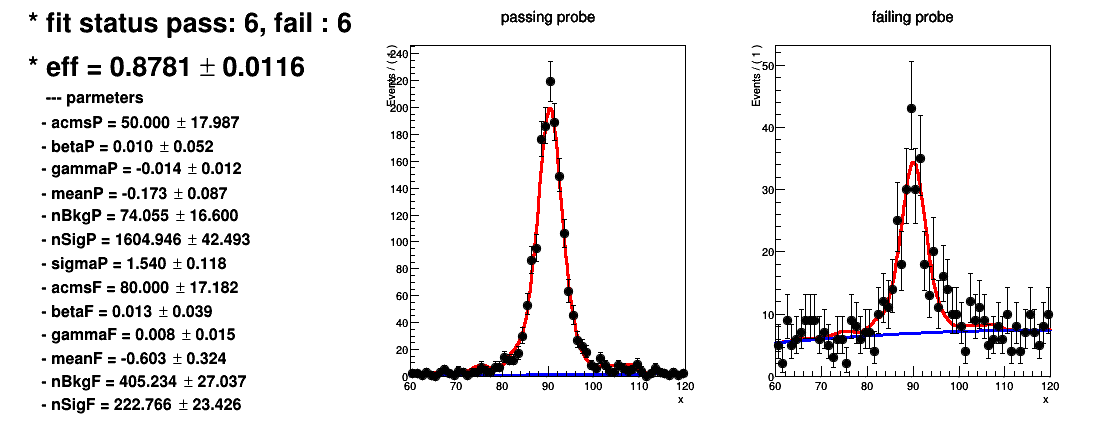 * fit status pass: 6, fail : 6
* eff = 0.8781 ± 0.0116
--- parmeters
- acmsP = 50.000 ± 17.987
- betaP = 0.010 ± 0.052
- gammaP = -0.014 ± 0.012
- meanP = -0.173 ± 0.087
- nBkgP = 74.055 ± 16.600
- nSigP = 1604.946 ± 42.493
- sigmaP = 1.540 ± 0.118
- acmsF = 80.000 ± 17.182
- betaF = 0.013 ± 0.039
- gammaF = 0.008 ± 0.015
- meanF = -0.603 ± 0.324
- nBkgF = 405.234 ± 27.037
- nSigF = 222.766 ± 23.426
passing probe
Events / ( 1 )
240
220
200
180
160
140
120
100
80
60
40
20
0
60 70 80 90 100 110 120
x
failing probe
Events / ( 1 )
50
40
30
20
10
0
60 70 80 90 100 110 120
x